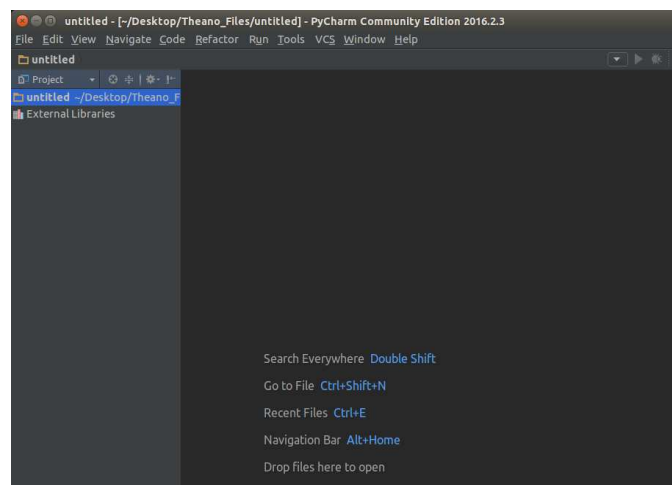 untitled - [~/Desktop/Theano_Files/untitled] - PyCharm Community Edition 2016.2.3
File Edit View Navigate Code Refactor Run Tools VCS Window Help
untitled
Project
untitled ~/Desktop/Theano_F
External Libraries
Search Everywhere Double Shift
Go to File Ctrl+Shift+N
Recent Files Ctrl+E
Navigation Bar Alt+Home
Drop files here to open